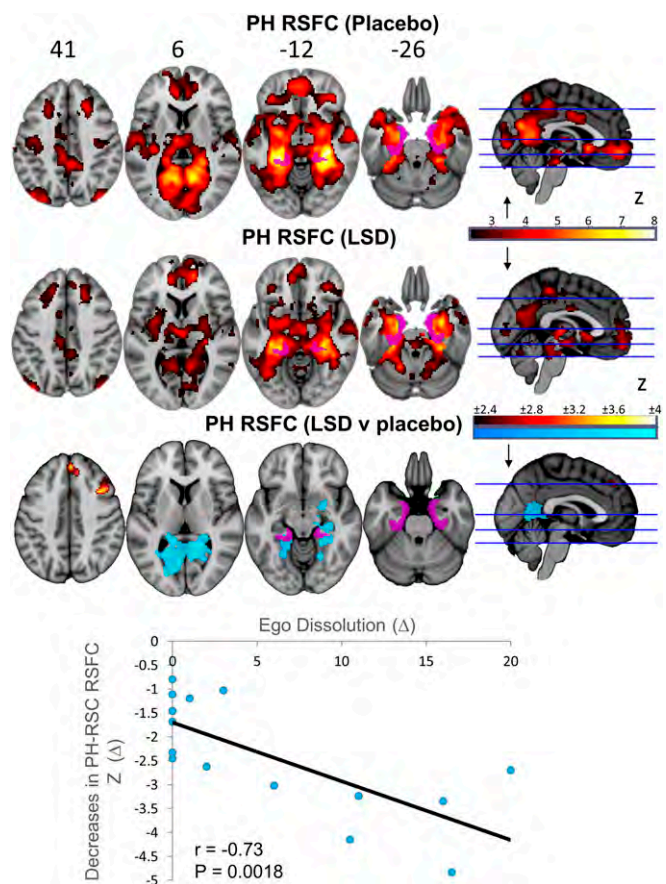 PH RSFC (Placebo)
41 6 -12 -26
Z
3 4 5 6 7 8
PH RSFC (LSD)
Z
PH RSFC (LSD v placebo)
±2.4 ±2.8 ±3.2 ±3.6 ±4
Ego Dissolution (Δ)
0 5 10 15 20
0
-0.5
-1
-1.5
-2
-2.5
-3
-3.5
-4
-4.5
-5
Decreases in PH-RSC RSFC
Z (Δ)
r = -0.73
P = 0.0018